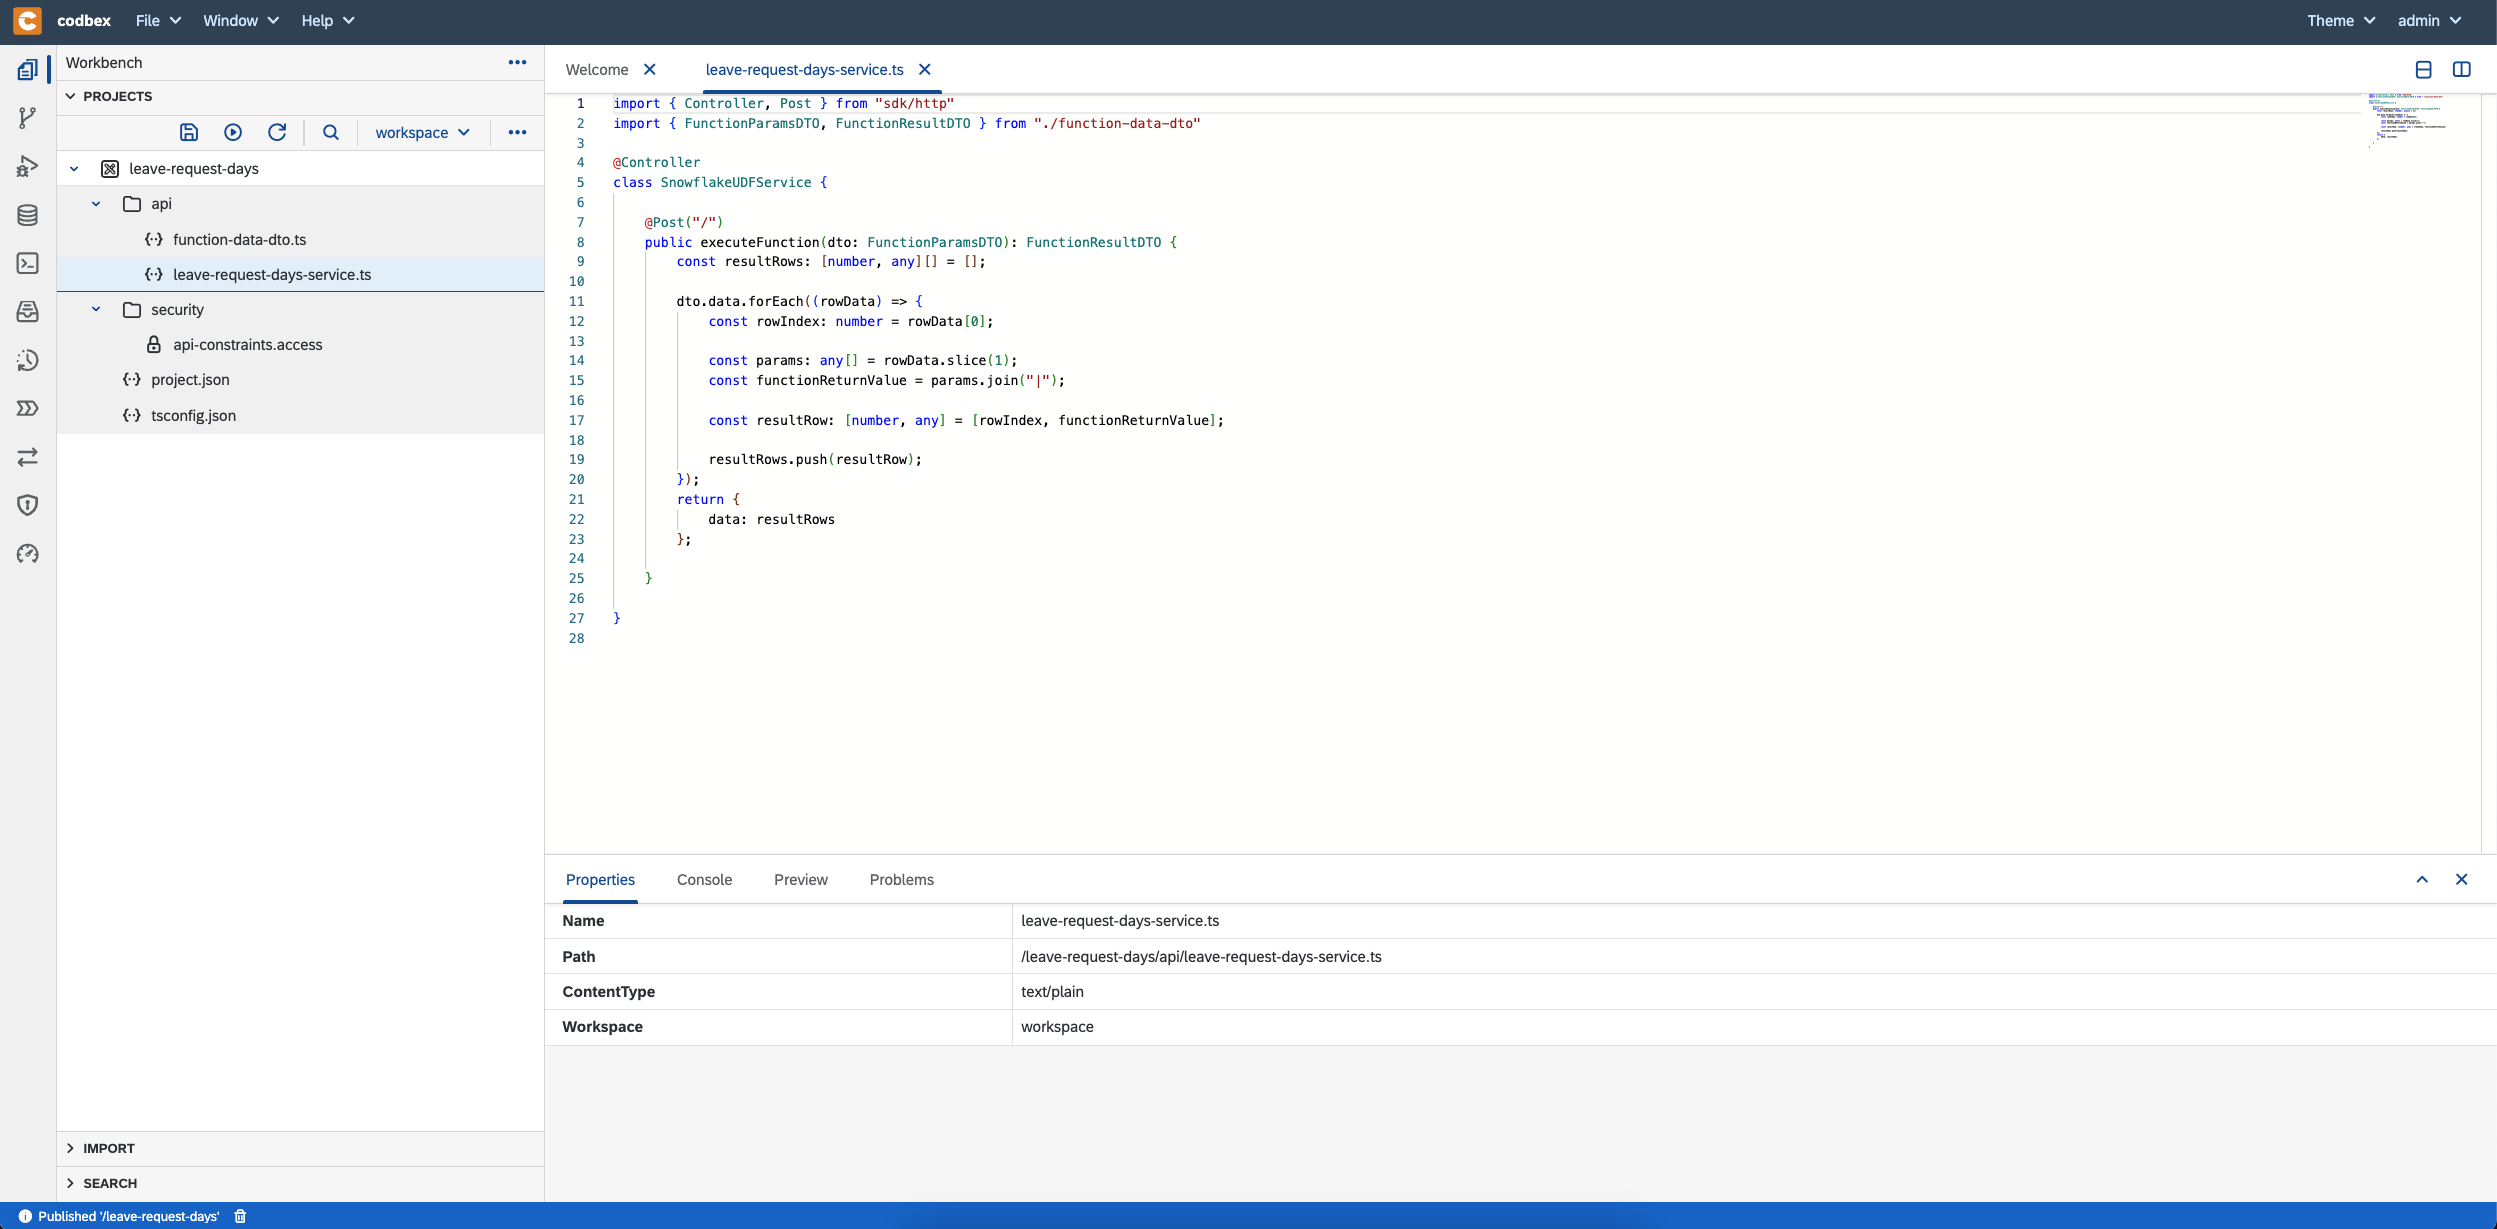 codbex File Window Help Theme admin
Workbench
PROJECTS
workspace
leave-request-days
api
function-data-dto.ts
leave-request-days-service.ts
security
api-constraints.access
project.json
tsconfig.json
IMPORT
SEARCH
Welcome leave-request-days-service.ts
1 import { Controller, Post } from "sdk/http"
2 import { FunctionParamsDTO, FunctionResultDTO } from "./function-data-dto"
3
4 @Controller
5 class SnowflakeUDFService {
6
7 @Post("/")
8 public executeFunction(dto: FunctionParamsDTO): FunctionResultDTO {
9 const resultRows: [number, any][] = [];
10
11 dto.data.forEach((rowData) => {
12 const rowIndex: number = rowData[0];
13
14 const params: any[] = rowData.slice(1);
15 const functionReturnValue = params.join("|");
16
17 const resultRow: [number, any] = [rowIndex, functionReturnValue];
18
19 resultRows.push(resultRow);
20 });
21 return {
22 data: resultRows
23 };
24
25 }
26
27 }
28
Properties Console Preview Problems
Name leave-request-days-service.ts
Path /leave-request-days/api/leave-request-days-service.ts
ContentType text/plain
Workspace workspace
Published '/leave-request-days'